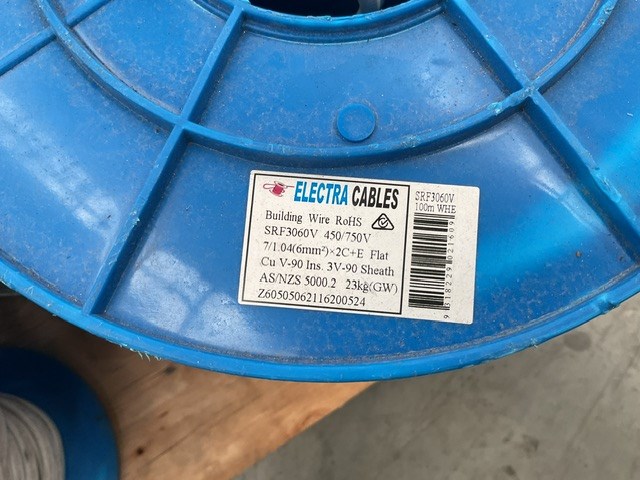 ELECTRA CABLES
Building Wire RoHS
SRF3060V 450/750V
7/1.04(6mm²)×2C+E Flat
Cu V-90 Ins. 3V-90 Sheath
AS/NZS 5000.2 23kg(GW)
Z60505062116200524
SRF3060V
100m WHE
9318229021609